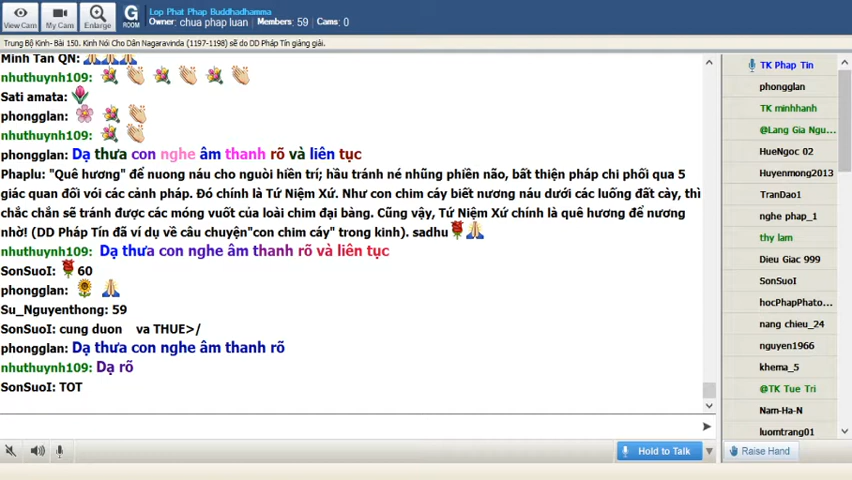 View Cam
My Cam
Enlarge
G
ROOM
Lop Phat Phap Buddhadhamma
Owner: chua phap luan Members: 59 Cams: 0
Trung Bộ Kinh- Bài 150. Kinh Nói Cho Dân Nagaravinda (1197-1198) sẽ do DD Pháp Tín giảng giải.
Minh Tan QN:
nhuthuynh109:
Sati amata:
phongglan:
nhuthuynh109:
phongglan: Dạ thưa con nghe âm thanh rõ và liên tục
Phaplu: "Quê hương" để nuong náu cho nguòi hiền trí; hầu tránh né nhũng phiền não, bất thiện pháp chi phối qua 5
giác quan đối vói các cảnh pháp. Đó chính là Tứ Niệm Xứ. Như con chim cáy biết nương náu dưới các luống đất cày, thì
chắc chắn sẽ tránh được các móng vuốt của loài chim đại bàng. Cũng vậy, Tứ Niệm Xứ chính là quê hương để nương
nhờ! (DD Pháp Tín đã ví dụ về câu chuyện"con chim cáy" trong kinh). sadhu
nhuthuynh109: Dạ thưa con nghe âm thanh rõ và liên tục
SonSuoI: 60
phongglan:
Su_Nguyenthong: 59
SonSuoI: cung duon va THUE>/
phongglan: Dạ thưa con nghe âm thanh rõ
nhuthuynh109: Dạ rõ
SonSuoI: TOT
Hold to Talk
TK Phap Tin
phongglan
TK minhhanh
@Lang Gia Ngu...
HueNgoc 02
Huyenmong2013
TranDao1
nghe phap_1
thy lam
Dieu Giac 999
SonSuoI
hocPhapPhato...
nang chieu_24
nguyen1966
khema_5
@TK Tue Tri
Nam-Ha-N
luomtrang01
Raise Hand